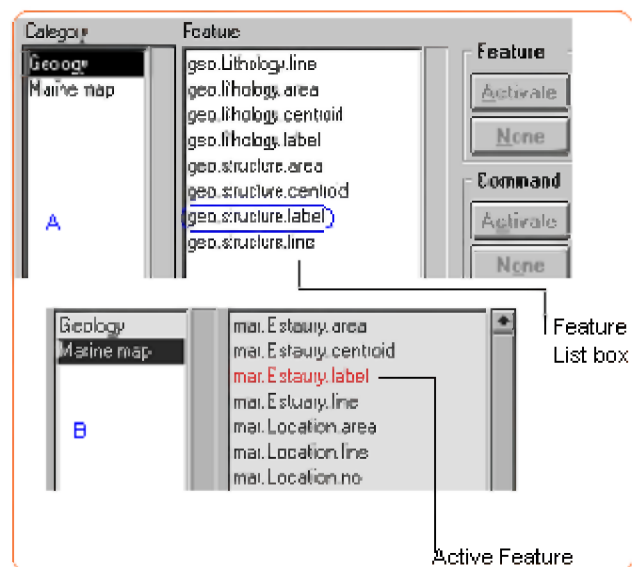 Category Feature
Geology
Marine map
geo.Lithology.line
geo.lithology.area
geo.lithology.centroid
geo.lithology.label
geo.structure.area
geo.structure.centroid
geo.structure.label
geo.structure.line
A
Feature
Activate
None
Command
Activate
None
Feature
List box
Geology
Marine map
B
mar.Estaury.area
mar.Estaury.centroid
mar.Estaury.label
mar.Estuary.line
mar.Location.area
mar.Location.line
mar.Location.no
Active Feature